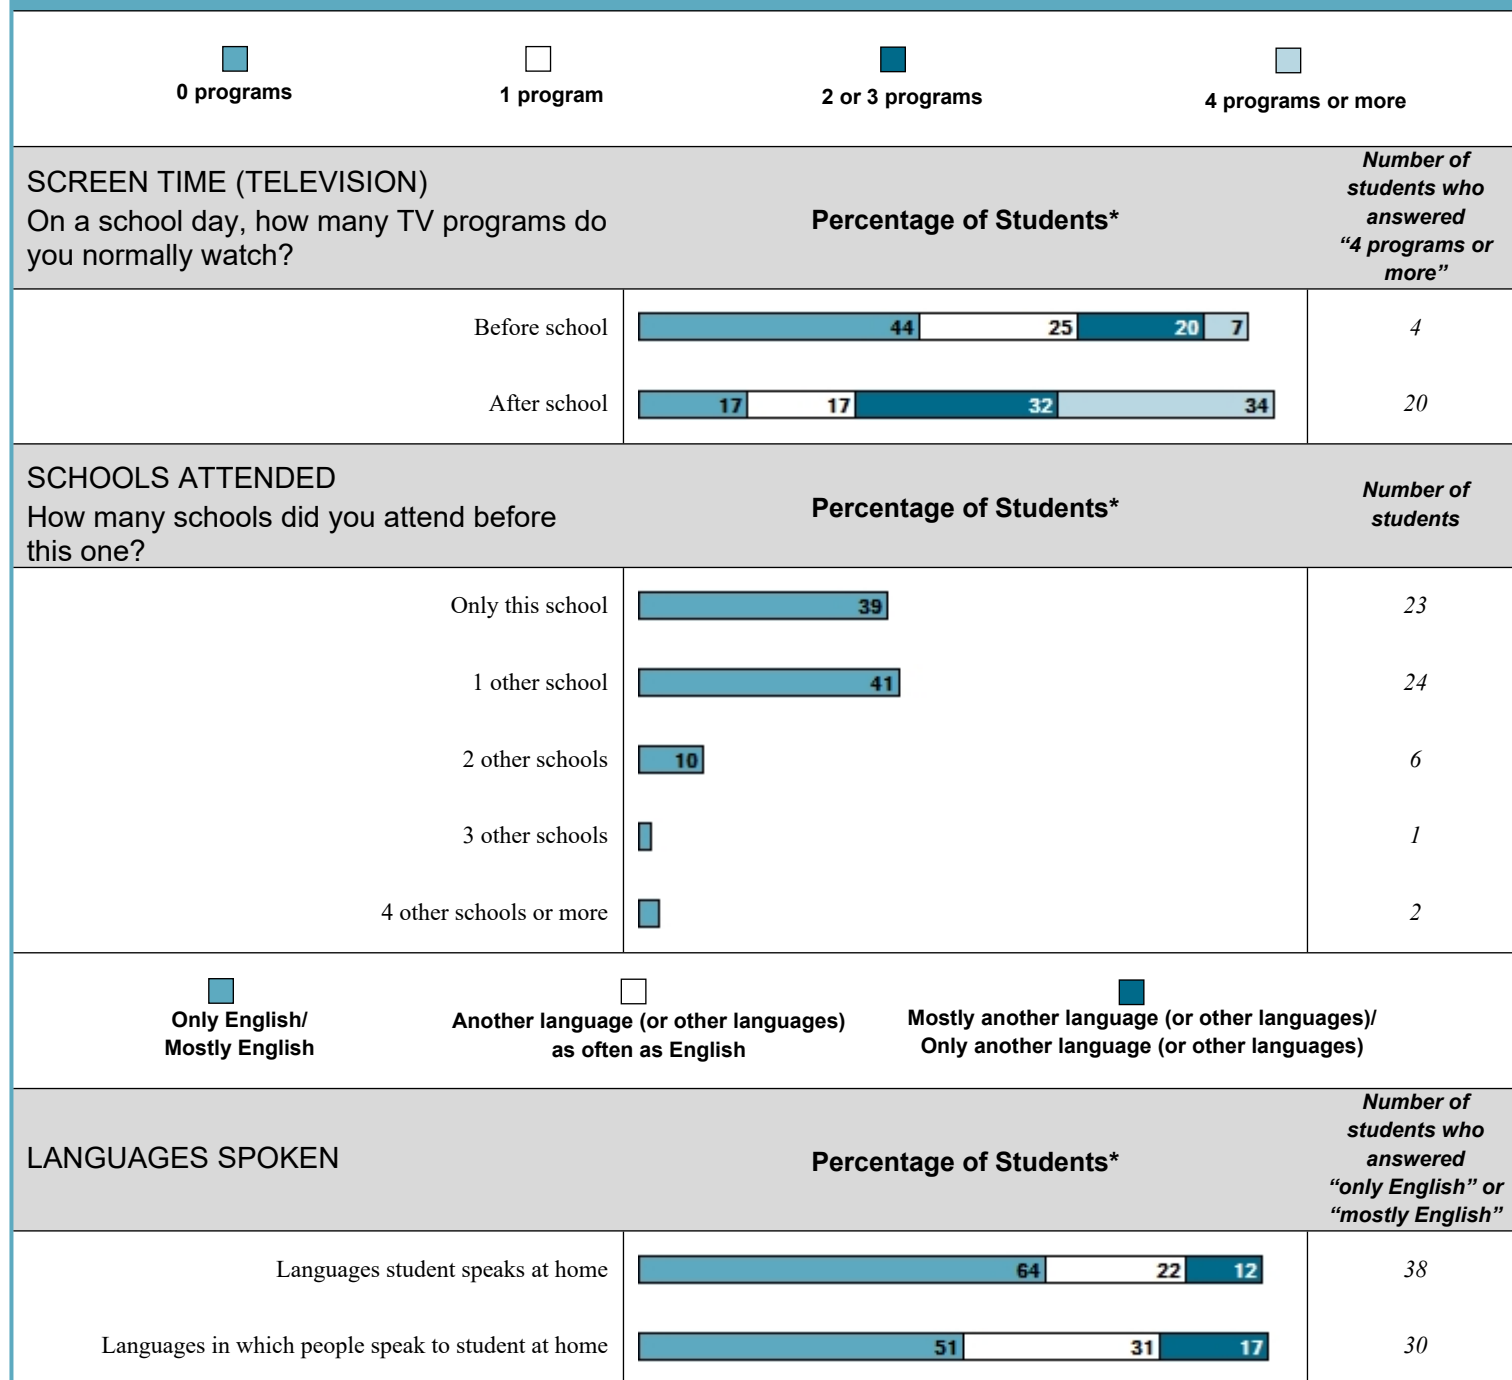 0 programs
1 program
2 or 3 programs
4 programs or more
SCREEN TIME (TELEVISION)
On a school day, how many TV programs do
you normally watch?
Percentage of Students*
Number of
students who
answered
“4 programs or
more”
Before school
44 25 20 7
4
After school
17 17 32 34
20
SCHOOLS ATTENDED
How many schools did you attend before
this one?
Percentage of Students*
Number of
students
Only this school
39
23
1 other school
41
24
2 other schools
10
6
3 other schools
1
4 other schools or more
2
Only English/
Mostly English
Another language (or other languages)
as often as English
Mostly another language (or other languages)/
Only another language (or other languages)
LANGUAGES SPOKEN
Percentage of Students*
Number of
students who
answered
“only English” or
“mostly English”
Languages student speaks at home
64 22 12
38
Languages in which people speak to student at home
51 31 17
30